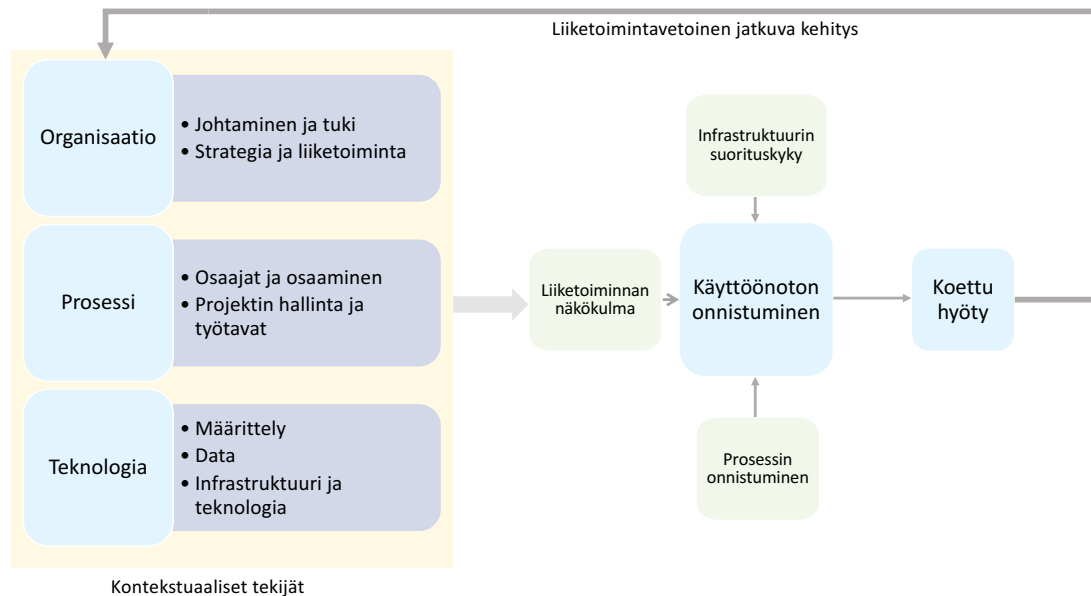 Liiketoimintavetoinen jatkuva kehitys
Organisaatio
• Johtaminen ja tuki
• Strategia ja liiketoiminta
Prosessi
• Osaajat ja osaaminen
• Projektin hallinta ja
työtavat
Teknologia
• Määrittely
• Data
• Infrastruktuuri ja
teknologia
Kontekstuaaliset tekijät
Liiketoiminnan
näkökulma
Infrastruktuurin
suorituskyky
Käyttöönoton
onnistuminen
Prosessin
onnistuminen
Koettu
hyöty